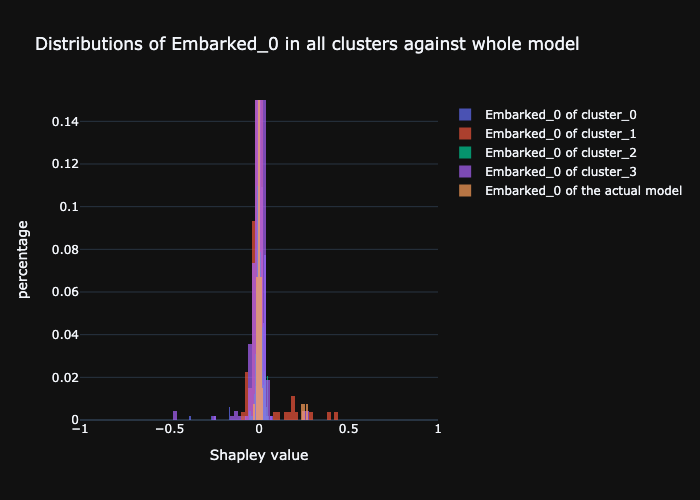 Distributions of Embarked_0 in all clusters against whole model
percentage
0.14
0.12
0.1
0.08
0.06
0.04
0.02
0
−1
−0.5
0
0.5
1
Shapley value
Embarked_0 of cluster_0
Embarked_0 of cluster_1
Embarked_0 of cluster_2
Embarked_0 of cluster_3
Embarked_0 of the actual model